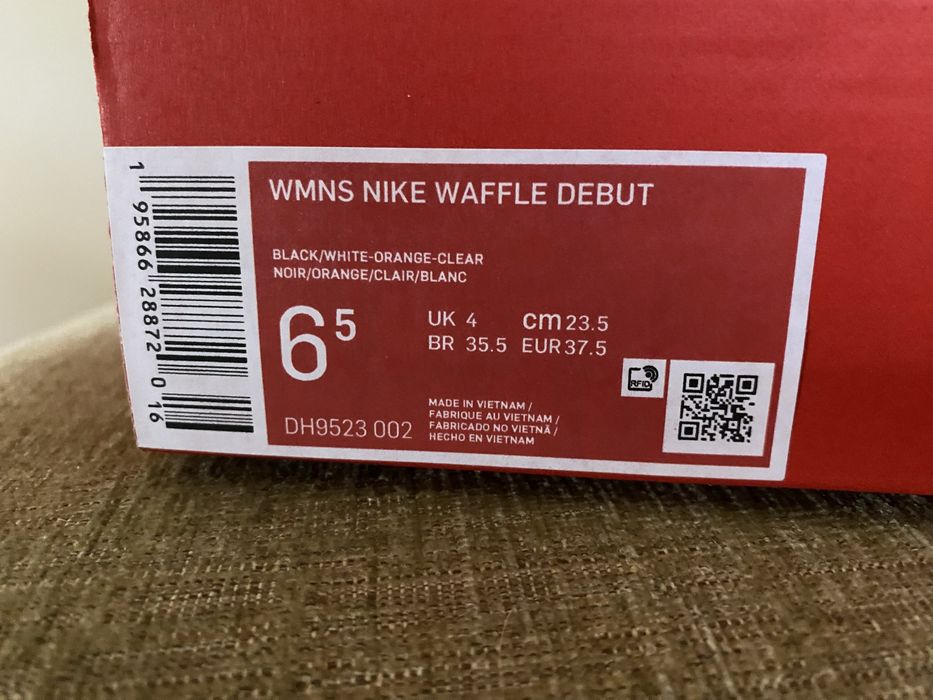 WMNS NIKE WAFFLE DEBUT
BLACK/WHITE-ORANGE-CLEAR
NOIR/ORANGE/CLAIR/BLANC
6⁵
UK 4 cm 23.5
BR 35.5 EUR 37.5
RFID
DH9523 002
MADE IN VIETNAM /
FABRIQUE AU VIETNAM /
FABRICADO NO VIETNÃ /
HECHO EN VIETNAM
1 95866 28872 0 16